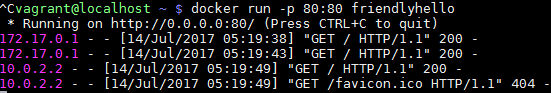 ^Cvagrant@localhost ~ $ docker run -p 80:80 friendlyhello
 * Running on http://0.0.0.0:80/ (Press CTRL+C to quit)
172.17.0.1 - - [14/Jul/2017 05:19:38] "GET / HTTP/1.1" 200 -
172.17.0.1 - - [14/Jul/2017 05:19:43] "GET / HTTP/1.1" 200 -
10.0.2.2 - - [14/Jul/2017 05:19:49] "GET / HTTP/1.1" 200 -
10.0.2.2 - - [14/Jul/2017 05:19:49] "GET /favicon.ico HTTP/1.1" 404 -